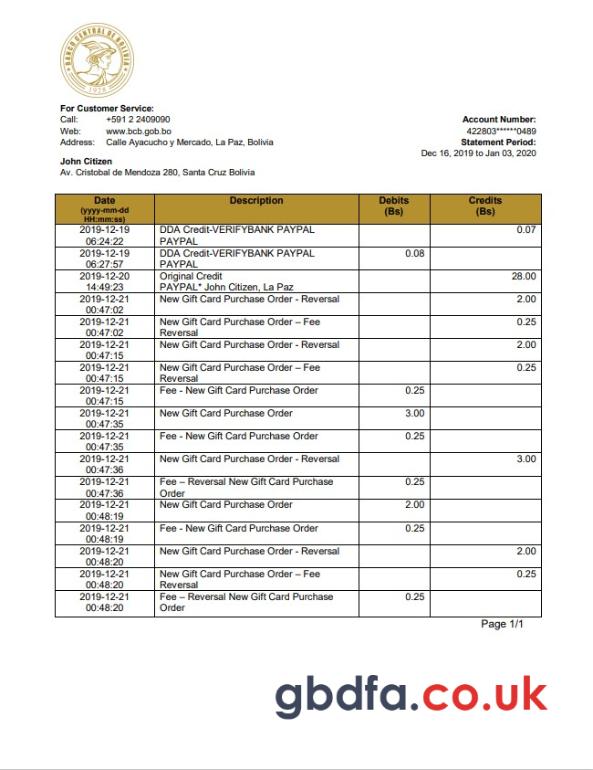 BANCO CENTRAL DE BOLIVIA
1928
For Customer Service:
Call: +591 2 2409090
Web: www.bcb.gob.bo
Address: Calle Ayacucho y Mercado, La Paz, Bolivia
Account Number:
422803******0489
Statement Period:
Dec 16, 2019 to Jan 03, 2020
John Citizen
Av. Cristobal de Mendoza 280, Santa Cruz Bolivia
Date Description Debits Credits
(yyyy-mm-dd (Bs) (Bs)
HH:mm:ss)
2019-12-19 DDA Credit-VERIFYBANK PAYPAL 0.07
06:24:22 PAYPAL
2019-12-19 DDA Credit-VERIFYBANK PAYPAL 0.08
06:27:57 PAYPAL
2019-12-20 Original Credit 28.00
14:49:23 PAYPAL* John Citizen, La Paz
2019-12-21 New Gift Card Purchase Order - Reversal 2.00
00:47:02
2019-12-21 New Gift Card Purchase Order – Fee 0.25
00:47:02 Reversal
2019-12-21 New Gift Card Purchase Order - Reversal 2.00
00:47:15
2019-12-21 New Gift Card Purchase Order – Fee 0.25
00:47:15 Reversal
2019-12-21 Fee - New Gift Card Purchase Order 0.25
00:47:15
2019-12-21 New Gift Card Purchase Order 3.00
00:47:35
2019-12-21 Fee - New Gift Card Purchase Order 0.25
00:47:35
2019-12-21 New Gift Card Purchase Order - Reversal 3.00
00:47:36
2019-12-21 Fee – Reversal New Gift Card Purchase 0.25
00:47:36 Order
2019-12-21 New Gift Card Purchase Order 2.00
00:48:19
2019-12-21 Fee - New Gift Card Purchase Order 0.25
00:48:19
2019-12-21 New Gift Card Purchase Order - Reversal 2.00
00:48:20
2019-12-21 New Gift Card Purchase Order – Fee 0.25
00:48:20 Reversal
2019-12-21 Fee – Reversal New Gift Card Purchase 0.25
00:48:20 Order
Page 1/1
gbdfa.co.uk